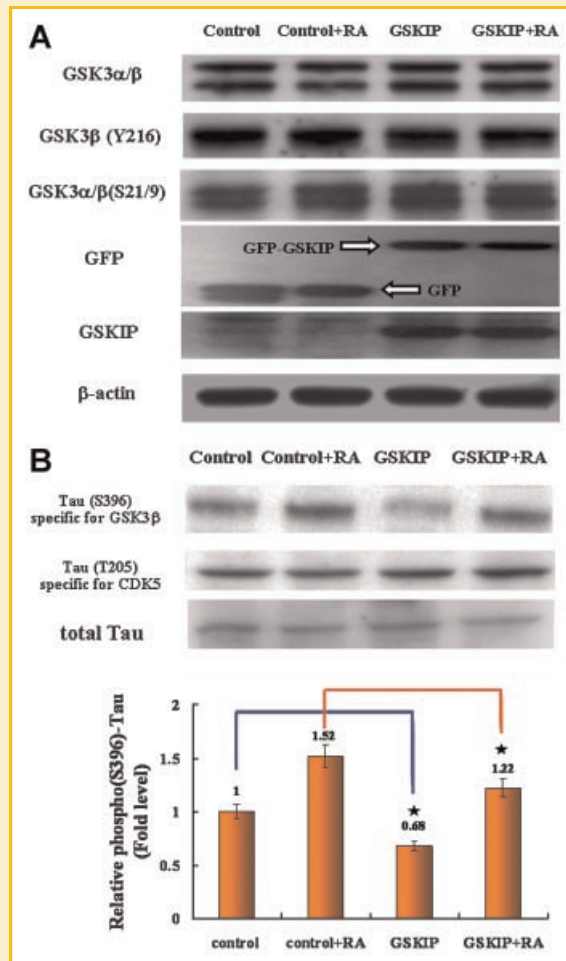 A
Control Control+RA GSKIP GSKIP+RA
GSK3α/β
GSK3β (Y216)
GSK3α/β(S21/9)
GFP
GFP-GSKIP
GFP
GSKIP
β-actin
B
Control Control+RA GSKIP GSKIP+RA
Tau (S396)
specific for GSK3β
Tau (T205)
specific for CDK5
total Tau
Relative phospho(S396)-Tau
(Fold level)
2
1.5
1
0.5
0
1
1.52
★
0.68
★
1.22
control control+RA GSKIP GSKIP+RA